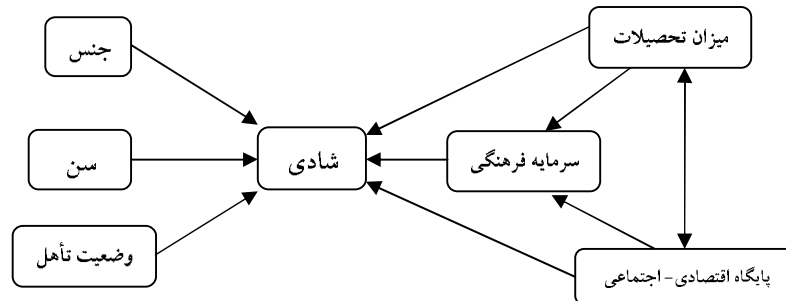 میزان تحصیلات
جنس
سرمایه فرهنگی
شادی
سن
وضعیت تأهل
پایگاه اقتصادی- اجتماعی